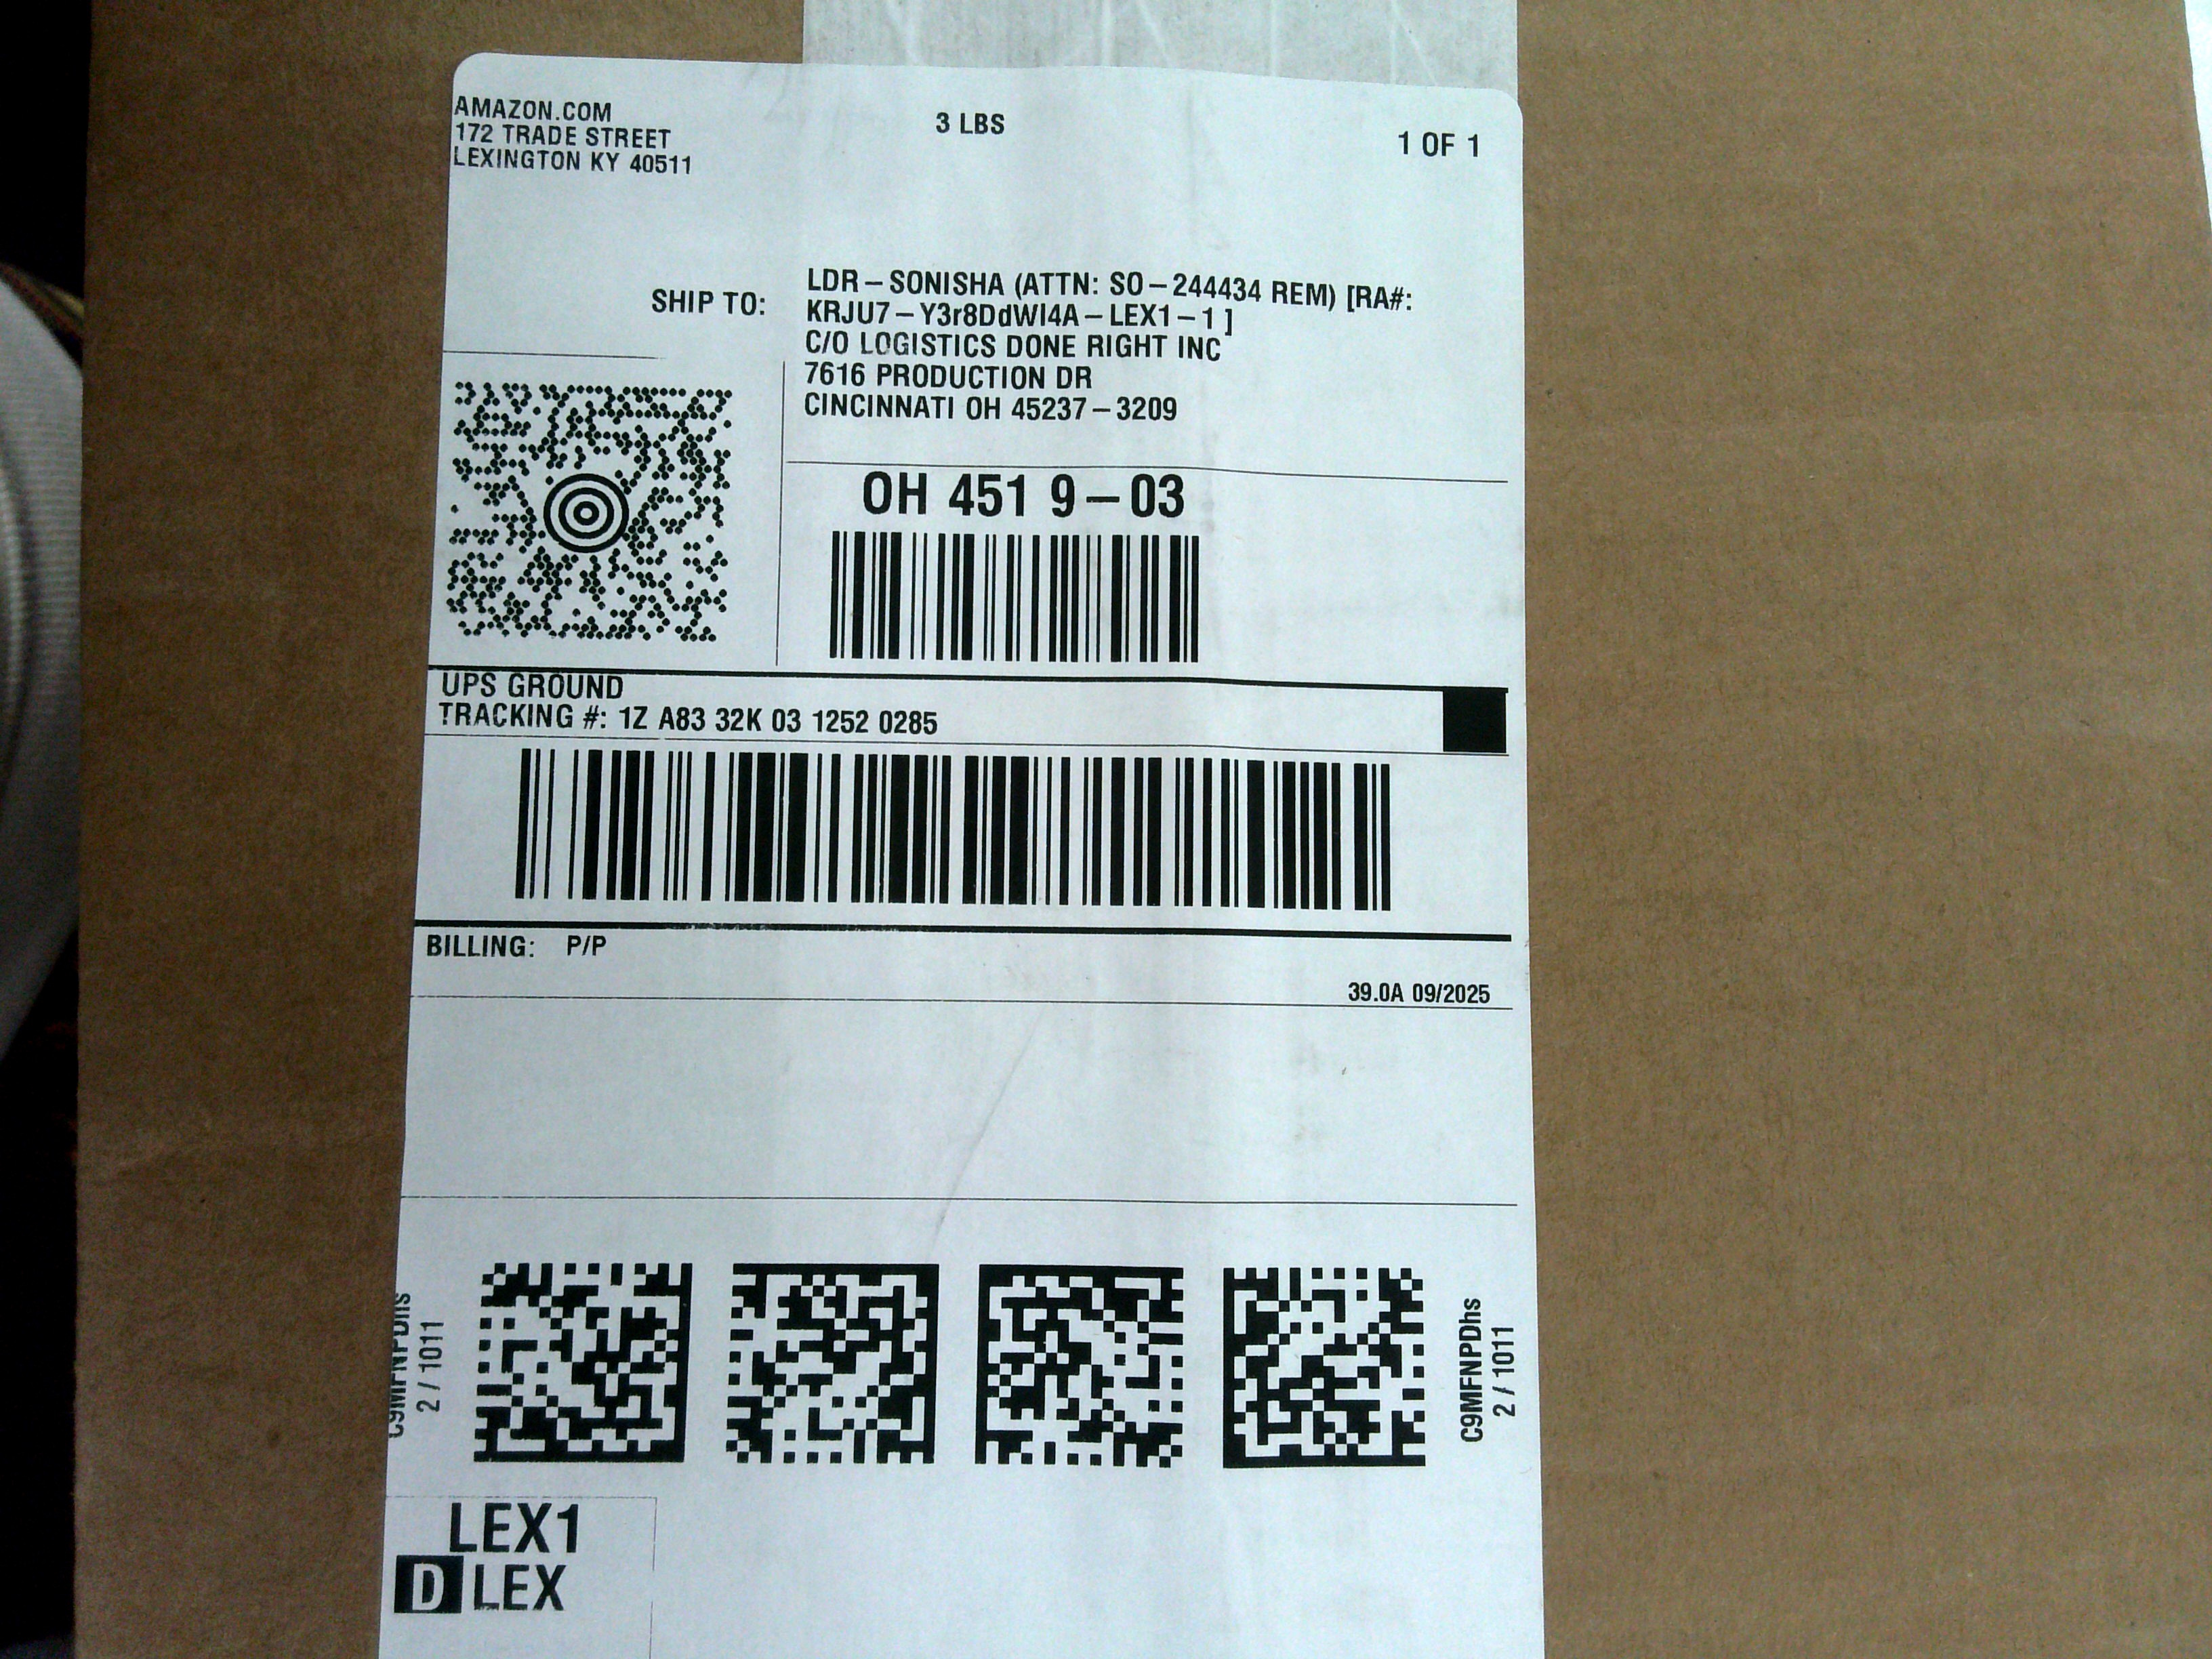 AMAZON.COM
172 TRADE STREET
LEXINGTON KY 40511
3 LBS
1 OF 1
SHIP TO:
LDR-SONISHA (ATTN: SO-244434 REM) [RA#:
KRJU7-Y3r8DdWI4A-LEX1-1 ]
C/O LOGISTICS DONE RIGHT INC
7616 PRODUCTION DR
CINCINNATI OH 45237-3209
OH 451 9-03
UPS GROUND
TRACKING #: 1Z A83 32K 03 1252 0285
BILLING: P/P
39.0A 09/2025
C9MFNPDhs
2 / 1011
C9MFNPDhs
2 / 1011
LEX1
D LEX